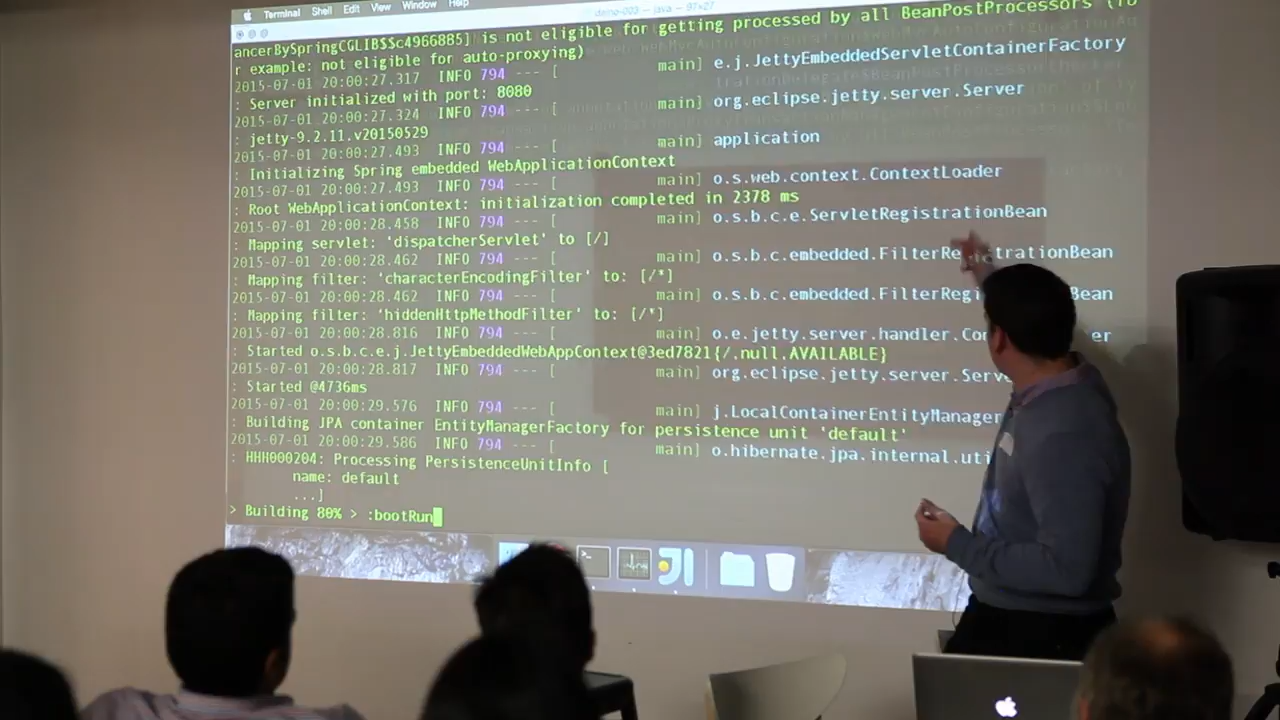 Terminal Shell Edit View Window Help
demo-003 — java — 97×27
ancerBySpringCGLIB$$c4966885] is not eligible for getting processed by all BeanPostProcessors (fo
r example: not eligible for auto-proxying)
2015-07-01 20:00:27.317 INFO 794 --- [ main] e.j.JettyEmbeddedServletContainerFactory
: Server initialized with port: 8080
2015-07-01 20:00:27.324 INFO 794 --- [ main] org.eclipse.jetty.server.Server
: jetty-9.2.11.v20150529
2015-07-01 20:00:27.493 INFO 794 --- [ main] application
: Initializing Spring embedded WebApplicationContext
2015-07-01 20:00:27.493 INFO 794 --- [ main] o.s.web.context.ContextLoader
: Root WebApplicationContext: initialization completed in 2378 ms
2015-07-01 20:00:28.458 INFO 794 --- [ main] o.s.b.c.e.ServletRegistrationBean
: Mapping servlet: 'dispatcherServlet' to [/]
2015-07-01 20:00:28.462 INFO 794 --- [ main] o.s.b.c.embedded.FilterRegistrationBean
: Mapping filter: 'characterEncodingFilter' to: [/*]
2015-07-01 20:00:28.462 INFO 794 --- [ main] o.s.b.c.embedded.FilterRegi Bean
: Mapping filter: 'hiddenHttpMethodFilter' to: [/*]
2015-07-01 20:00:28.816 INFO 794 --- [ main] o.e.jetty.server.handler.Co er
: Started o.s.b.c.e.j.JettyEmbeddedWebAppContext@3ed7821{/,null,AVAILABLE}
2015-07-01 20:00:28.817 INFO 794 --- [ main] org.eclipse.jetty.server.Serv
: Started @4736ms
2015-07-01 20:00:29.576 INFO 794 --- [ main] j.LocalContainerEntityManager
: Building JPA container EntityManagerFactory for persistence unit 'default'
2015-07-01 20:00:29.586 INFO 794 --- [ main] o.hibernate.jpa.internal.uti
: HHH000204: Processing PersistenceUnitInfo [
name: default
...]
> Building 80% > :bootRun